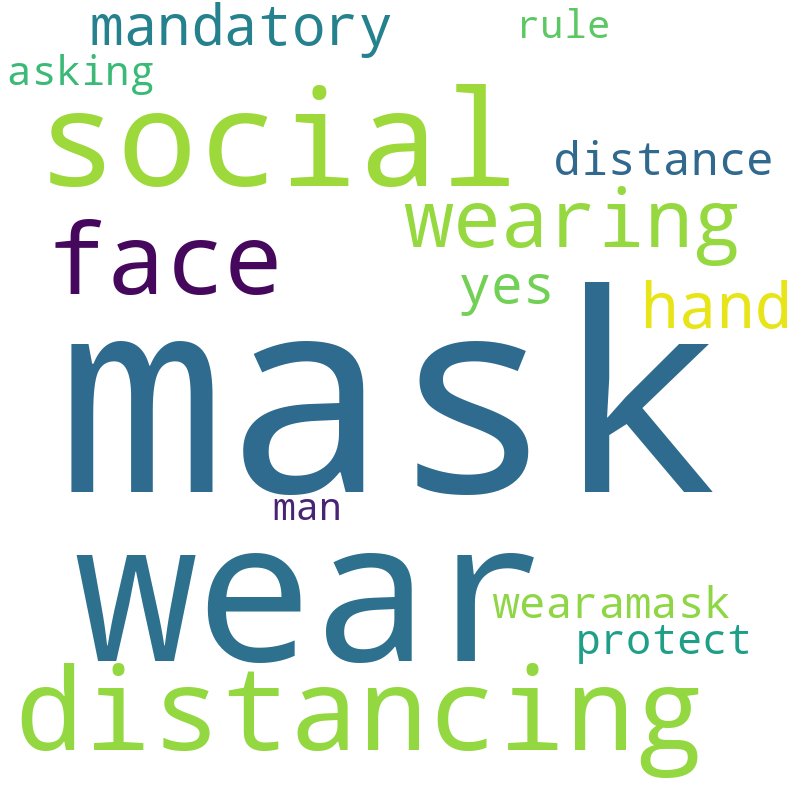 mandatory
rule
asking
social
distance
wearing
face
yes
hand
mask
man
wear
wearamask
protect
distancing